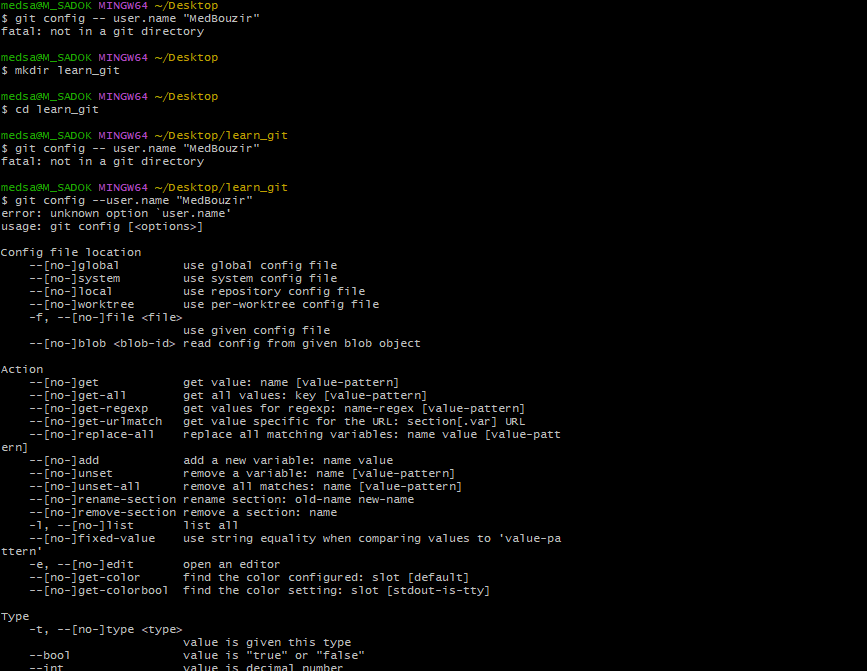 medsa@M_SADOK MINGW64 ~/Desktop
$ git config -- user.name "MedBouzir"
fatal: not in a git directory

medsa@M_SADOK MINGW64 ~/Desktop
$ mkdir learn_git

medsa@M_SADOK MINGW64 ~/Desktop
$ cd learn_git

medsa@M_SADOK MINGW64 ~/Desktop/learn_git
$ git config -- user.name "MedBouzir"
fatal: not in a git directory

medsa@M_SADOK MINGW64 ~/Desktop/learn_git
$ git config --user.name "MedBouzir"
error: unknown option `user.name'
usage: git config [<options>]

Config file location
    --[no-]global         use global config file
    --[no-]system         use system config file
    --[no-]local          use repository config file
    --[no-]worktree       use per-worktree config file
    -f, --[no-]file <file>
                          use given config file
    --[no-]blob <blob-id> read config from given blob object

Action
    --[no-]get            get value: name [value-pattern]
    --[no-]get-all        get all values: key [value-pattern]
    --[no-]get-regexp     get values for regexp: name-regex [value-pattern]
    --[no-]get-urlmatch   get value specific for the URL: section[.var] URL
    --[no-]replace-all    replace all matching variables: name value [value-patt
ern]
    --[no-]add            add a new variable: name value
    --[no-]unset          remove a variable: name [value-pattern]
    --[no-]unset-all      remove all matches: name [value-pattern]
    --[no-]rename-section rename section: old-name new-name
    --[no-]remove-section remove a section: name
    -l, --[no-]list       list all
    --[no-]fixed-value    use string equality when comparing values to 'value-pa
ttern'
    -e, --[no-]edit       open an editor
    --[no-]get-color      find the color configured: slot [default]
    --[no-]get-colorbool  find the color setting: slot [stdout-is-tty]

Type
    -t, --[no-]type <type>
                          value is given this type
    --bool                value is "true" or "false"
    --int                 value is decimal number